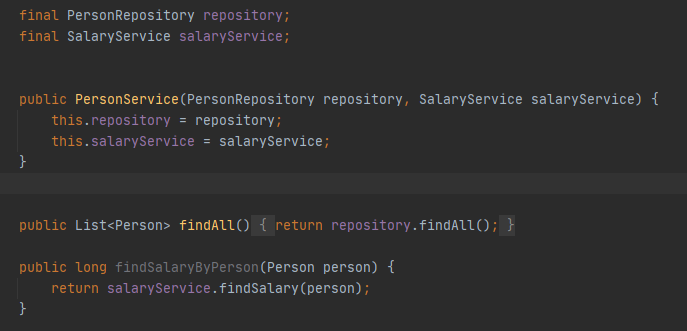 final PersonRepository repository;
final SalaryService salaryService;
public PersonService(PersonRepository repository, SalaryService salaryService) {
this.repository = repository;
this.salaryService = salaryService;
}
public List<Person> findAll() { return repository.findAll(); }
public long findSalaryByPerson(Person person) {
return salaryService.findSalary(person);
}